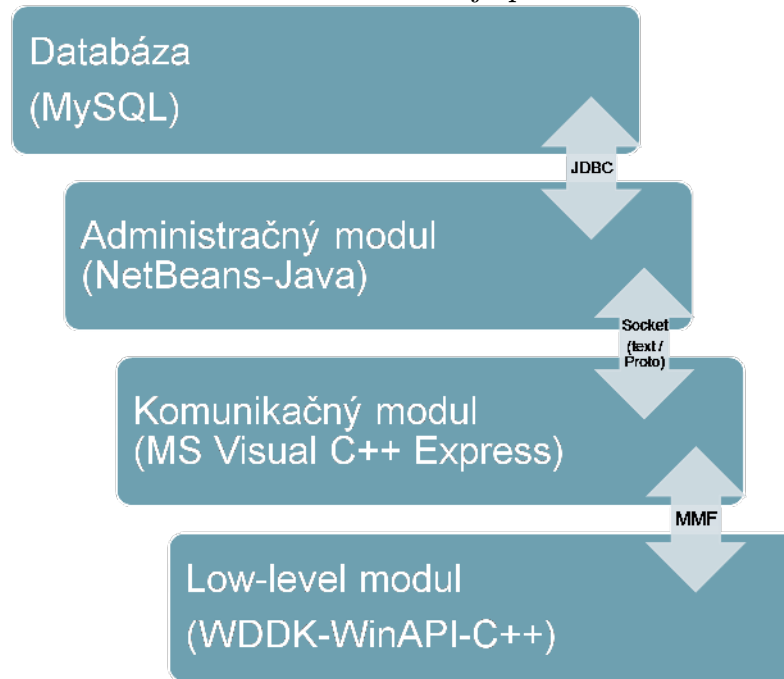 Databáza
(MySQL)
JDBC
Administračný modul
(NetBeans-Java)
Socket
(text /
Proto)
Komunikačný modul
(MS Visual C++ Express)
MMF
Low-level modul
(WDDK-WinAPI-C++)